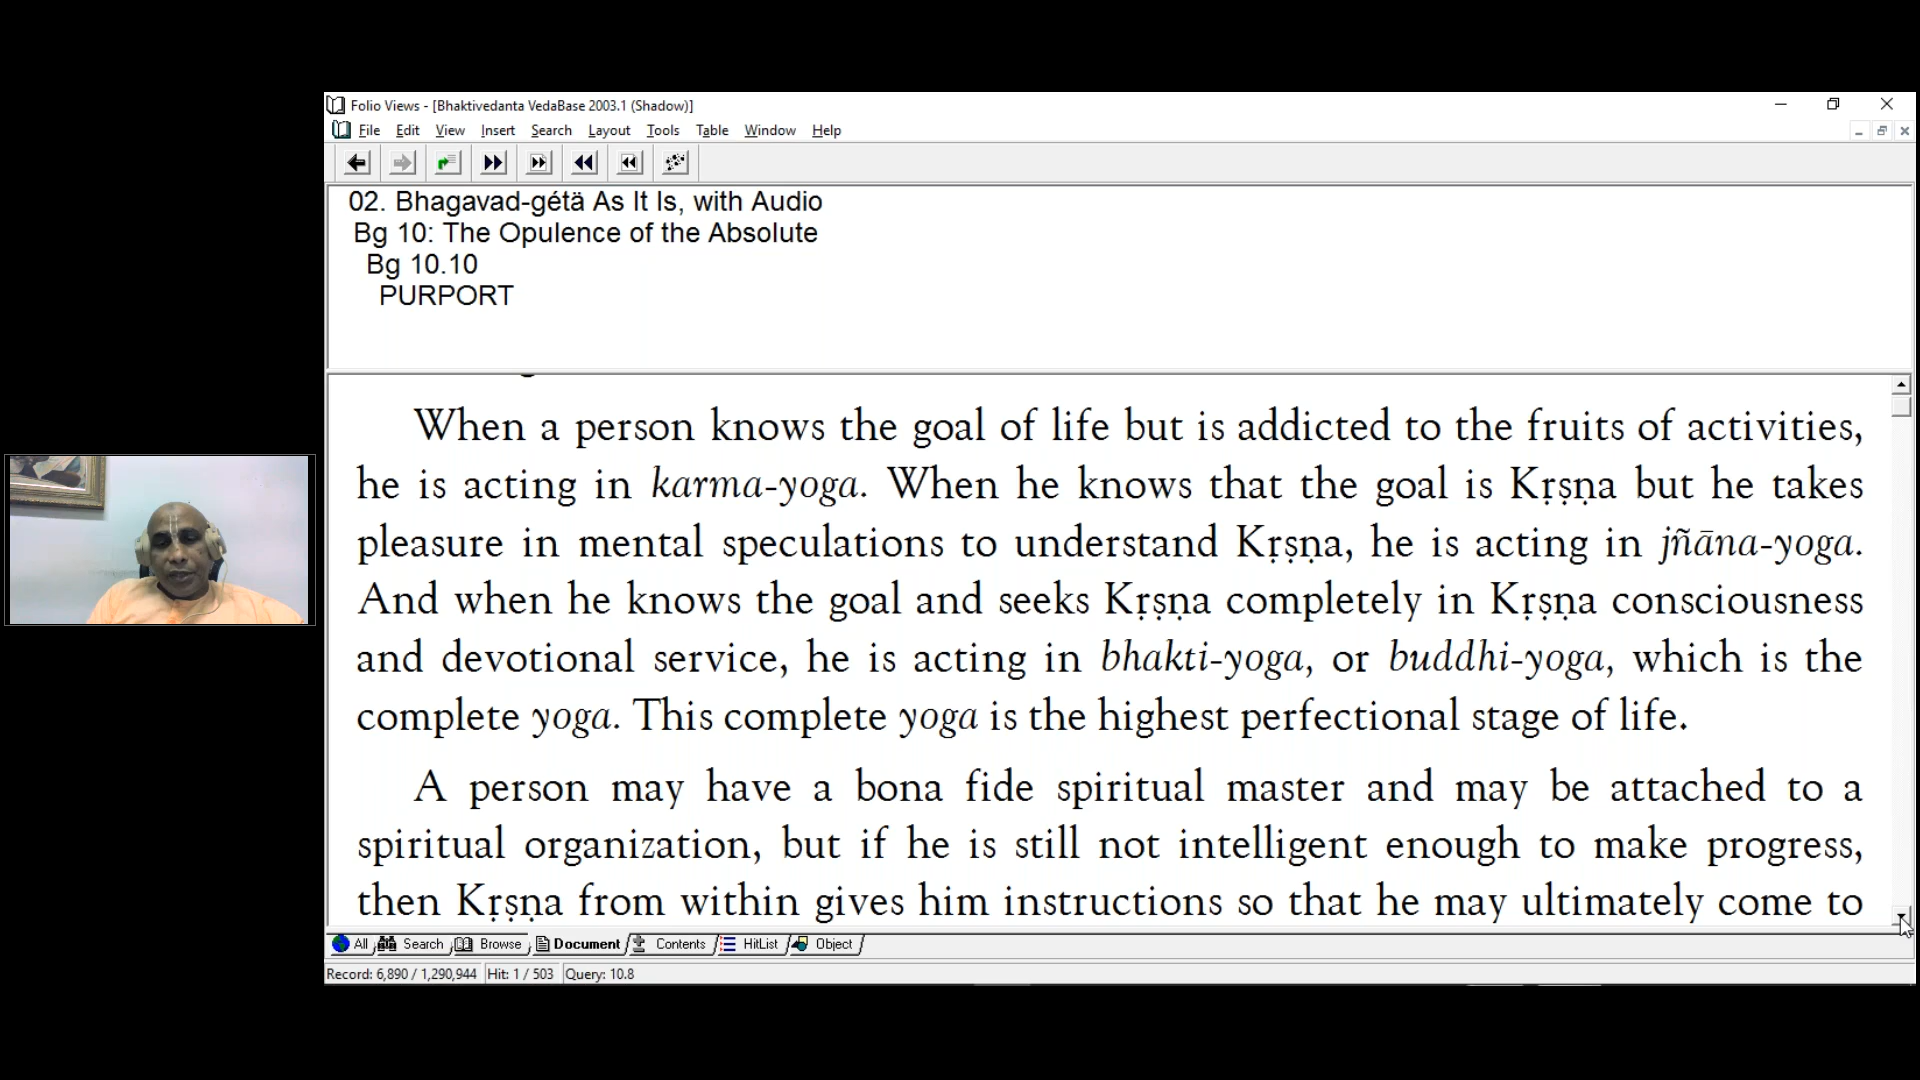 Folio Views - [Bhaktivedanta VedaBase 2003.1 (Shadow)]
File Edit View Insert Search Layout Tools Table Window Help
02. Bhagavad-gétä As It Is, with Audio
Bg 10: The Opulence of the Absolute
Bg 10.10
PURPORT
When a person knows the goal of life but is addicted to the fruits of activities,
he is acting in karma-yoga. When he knows that the goal is Kṛṣṇa but he takes
pleasure in mental speculations to understand Kṛṣṇa, he is acting in jñāna-yoga.
And when he knows the goal and seeks Kṛṣṇa completely in Kṛṣṇa consciousness
and devotional service, he is acting in bhakti-yoga, or buddhi-yoga, which is the
complete yoga. This complete yoga is the highest perfectional stage of life.
A person may have a bona fide spiritual master and may be attached to a
spiritual organization, but if he is still not intelligent enough to make progress,
then Kṛṣṇa from within gives him instructions so that he may ultimately come to
All Search Browse Document Contents HitList Object
Record: 6,890 / 1,290,944 Hit: 1 / 503 Query: 10.8